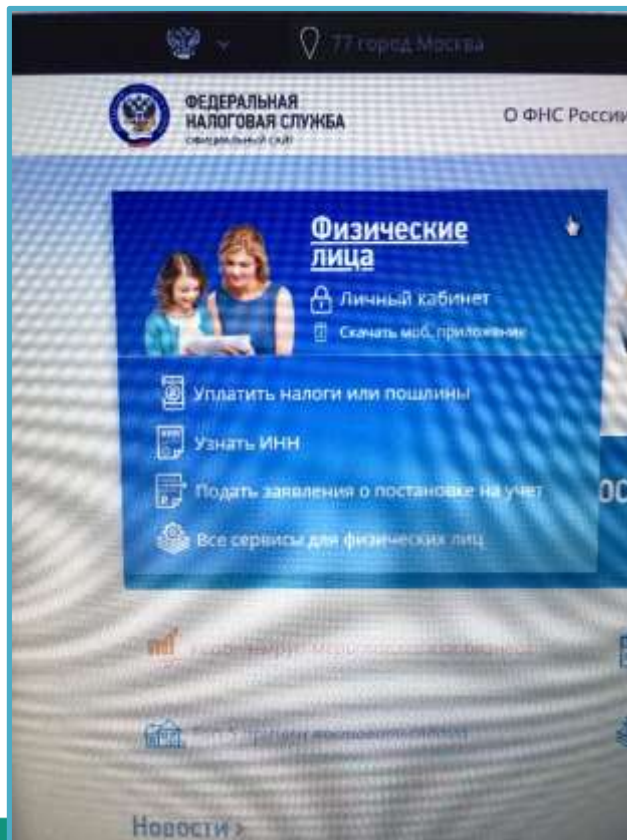 77 город Москва
ФЕДЕРАЛЬНАЯ
НАЛОГОВАЯ СЛУЖБА
ОФИЦИАЛЬНЫЙ САЙТ
О ФНС России
Физические
лица
Личный кабинет
Скачать моб. приложение
Уплатить налоги или пошлины
Узнать ИНН
Подать заявления о постановке на учет
Все сервисы для физических лиц
Новости >